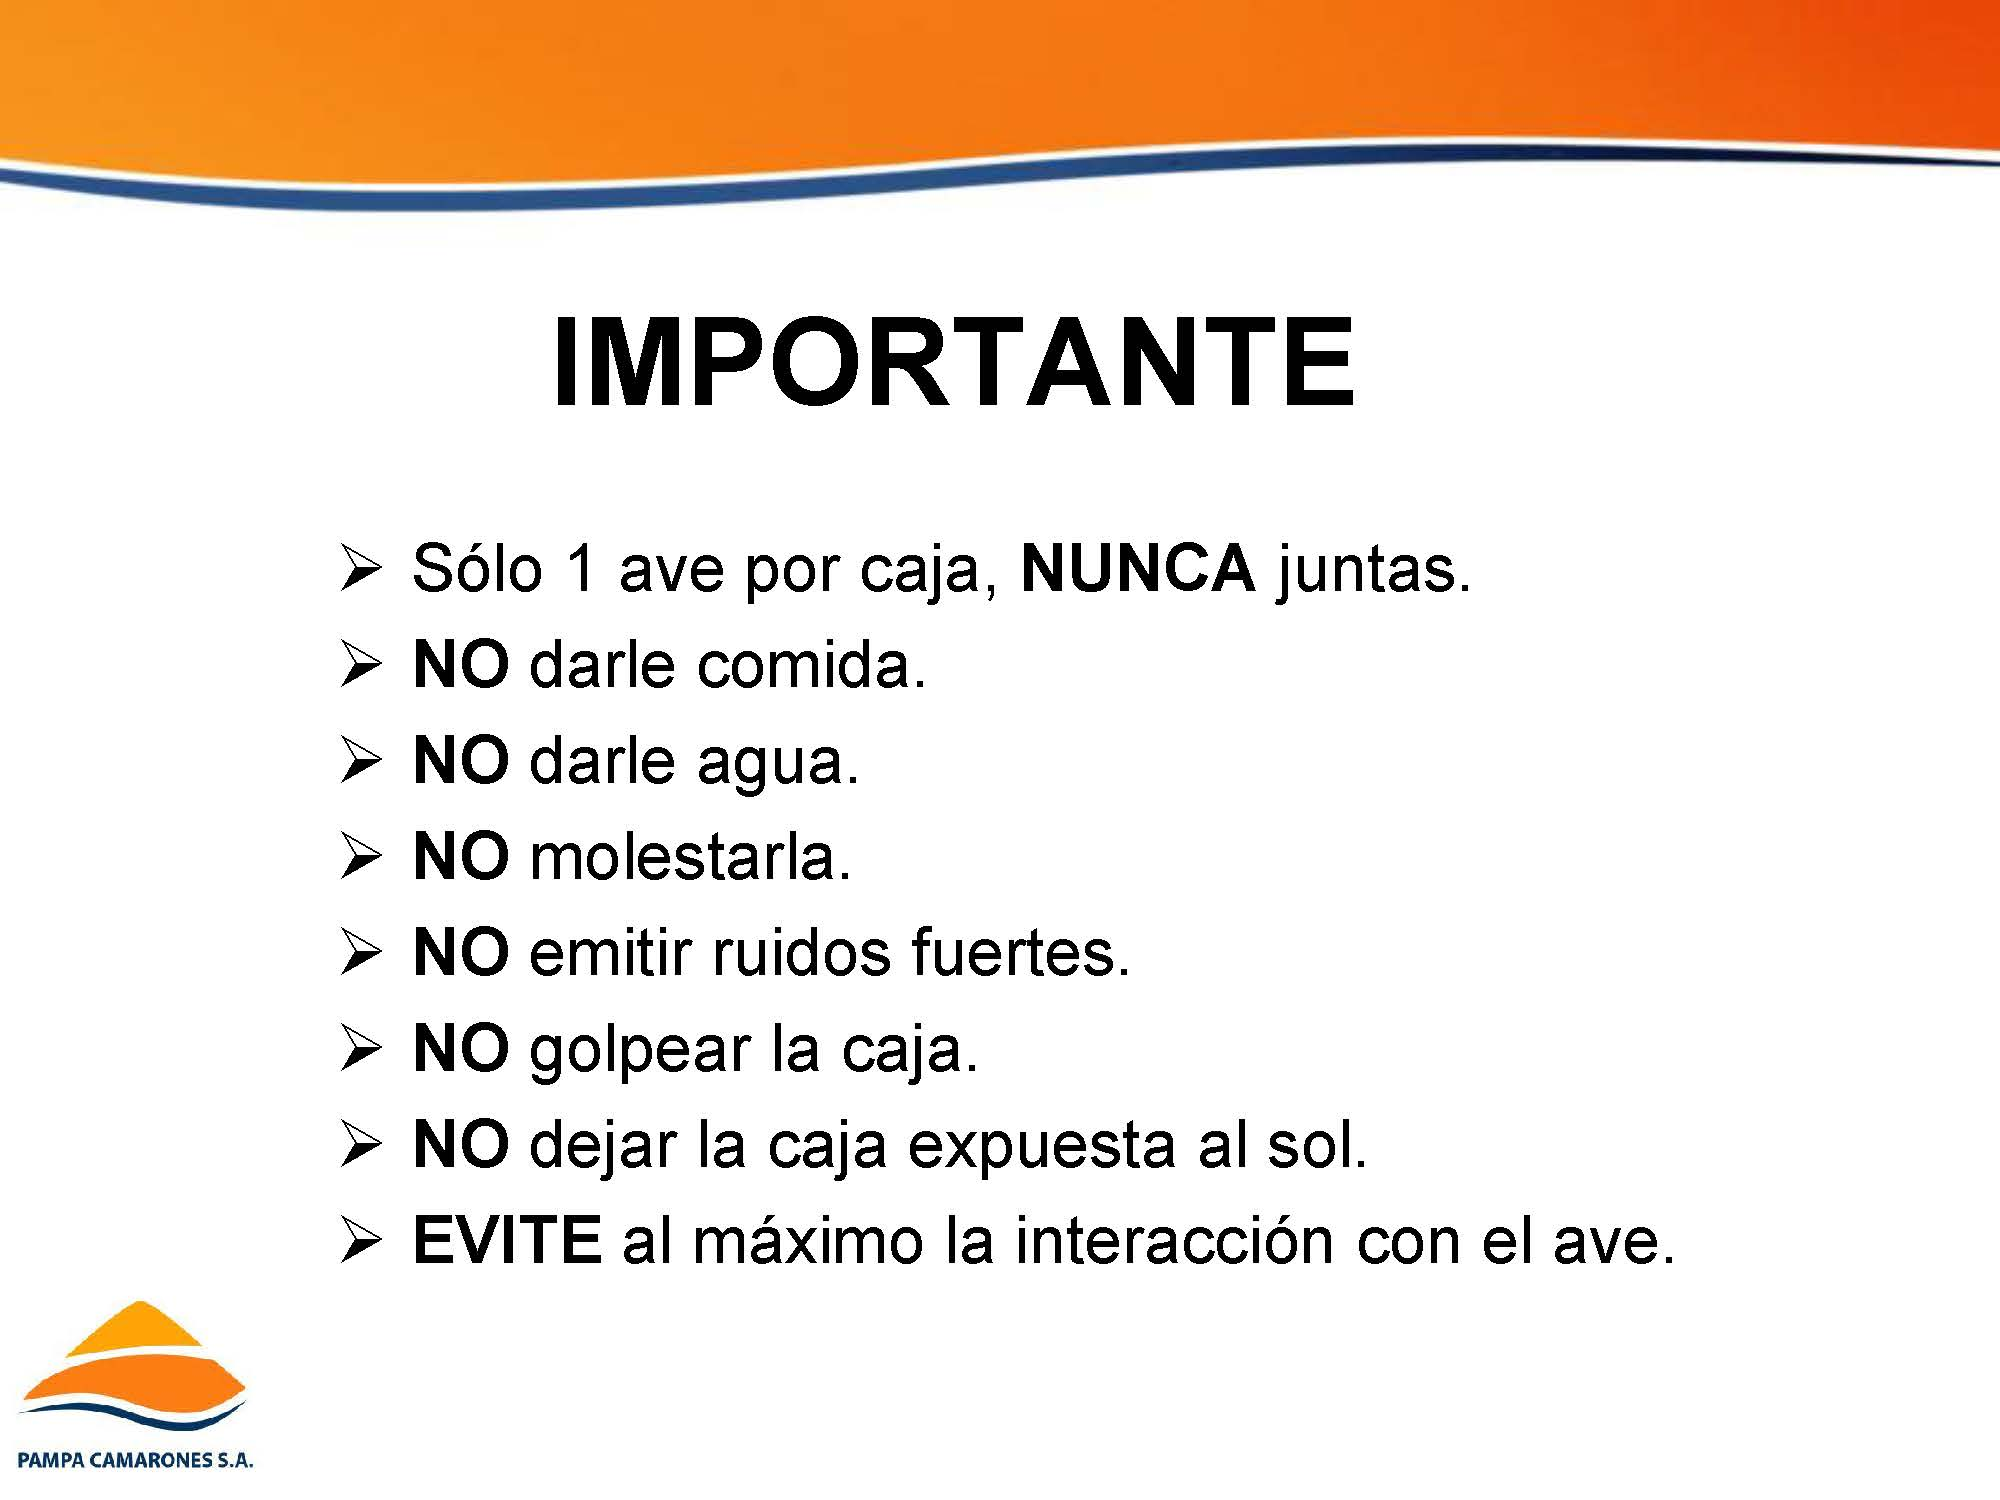 IMPORTANTE
Sólo 1 ave por caja, NUNCA juntas.
NO darle comida.
NO darle agua.
NO molestarla.
NO emitir ruidos fuertes.
NO golpear la caja.
NO dejar la caja expuesta al sol.
EVITE al máximo la interacción con el ave.
PAMPA CAMARONES S.A.